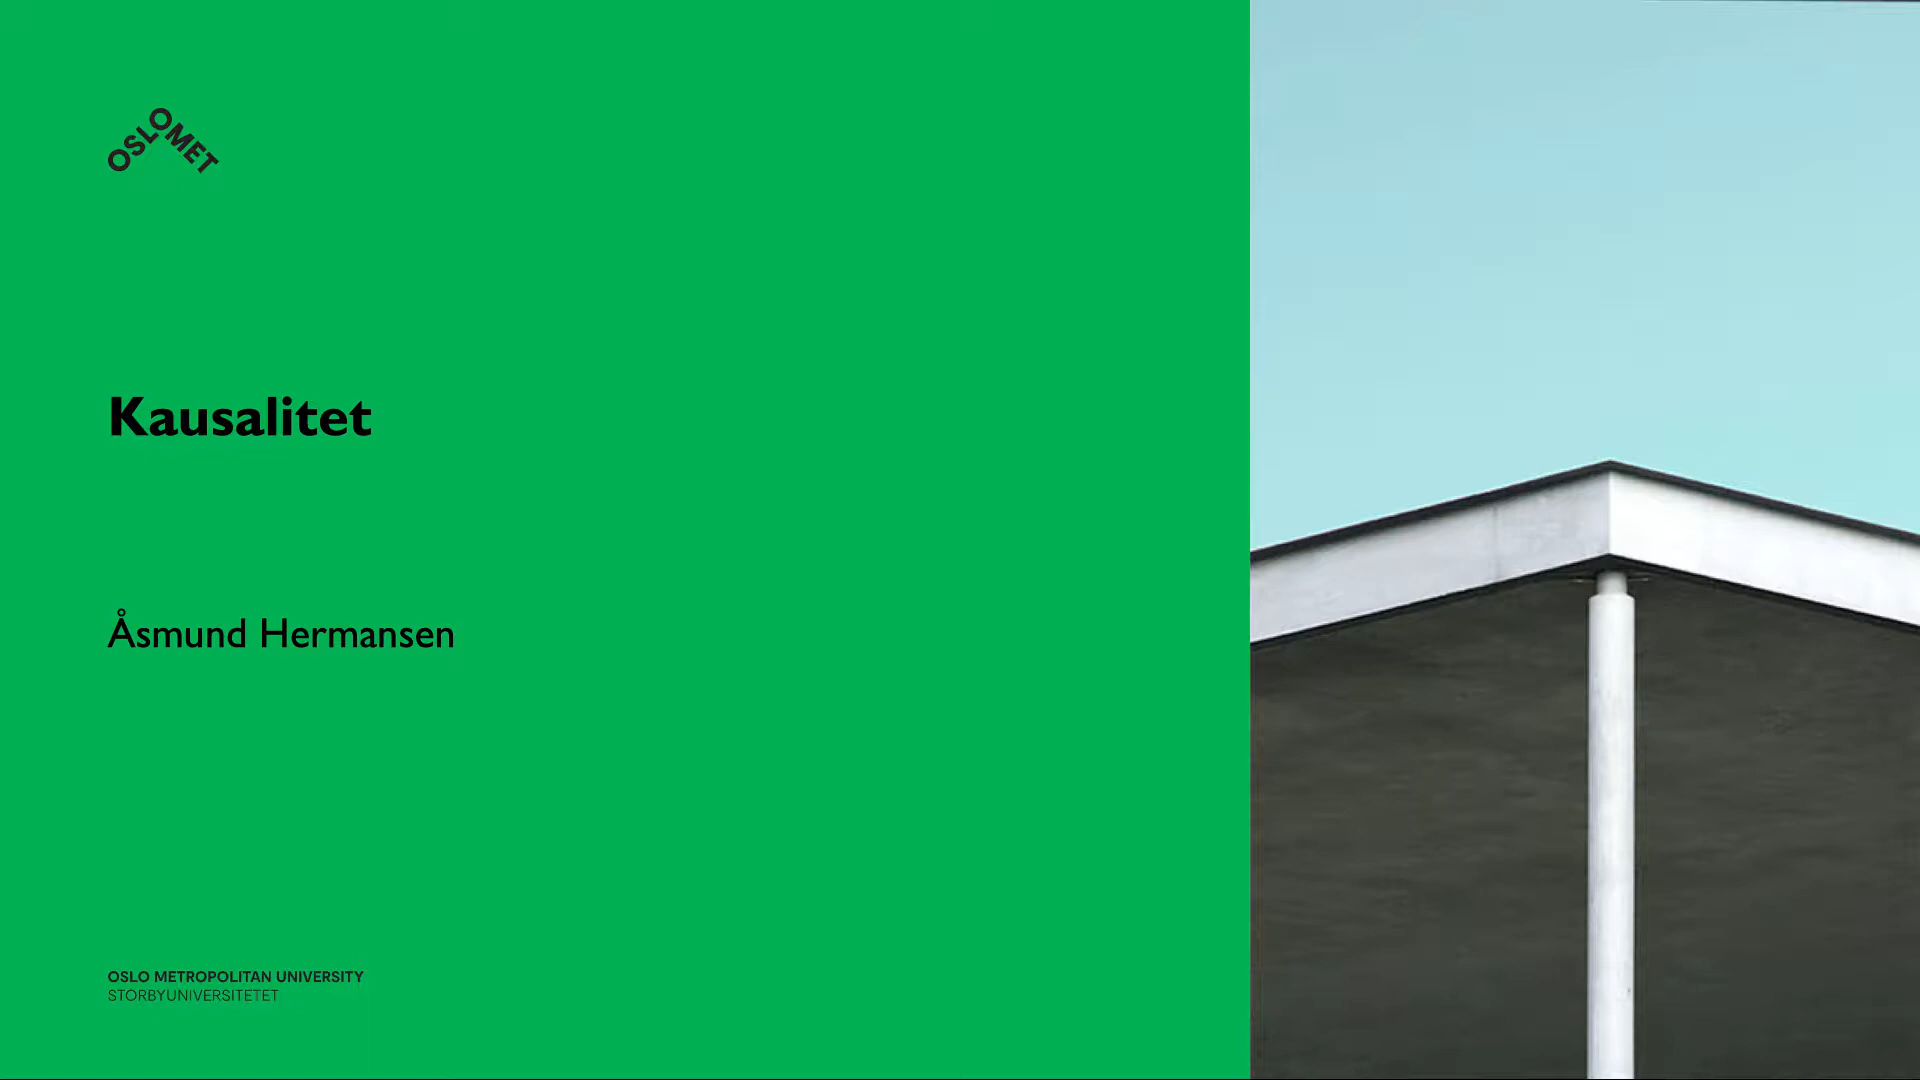 OSLOMET
Kausalitet
Åsmund Hermansen
OSLO METROPOLITAN UNIVERSITY
STORBYUNIVERSITETET